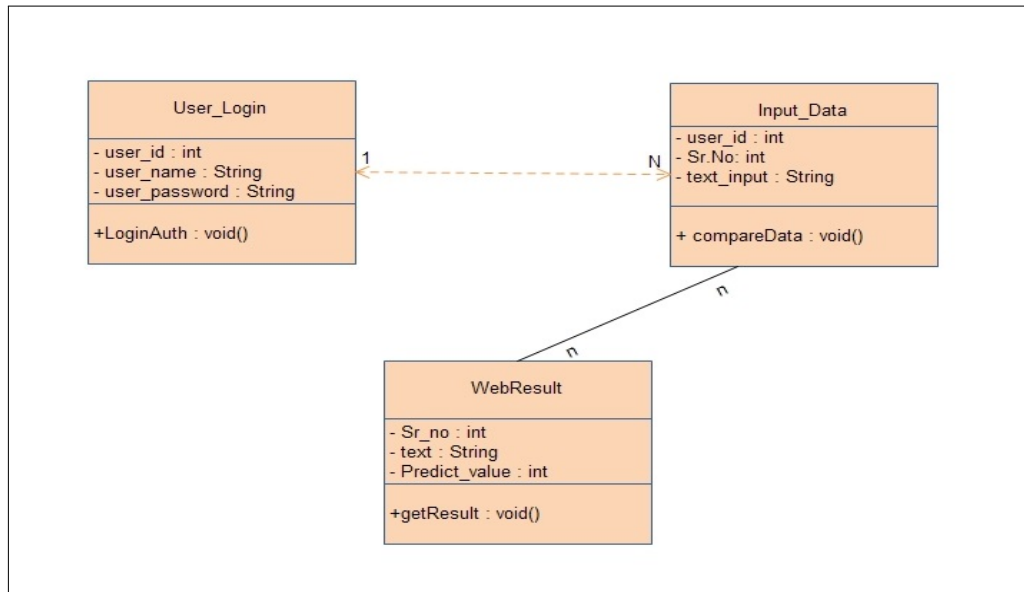 User_Login
- user_id : int
- user_name : String
- user_password : String
+LoginAuth : void()
1
N
Input_Data
- user_id : int
- Sr.No: int
- text_input : String
+ compareData : void()
n
n
WebResult
- Sr_no : int
- text : String
- Predict_value : int
+getResult : void()